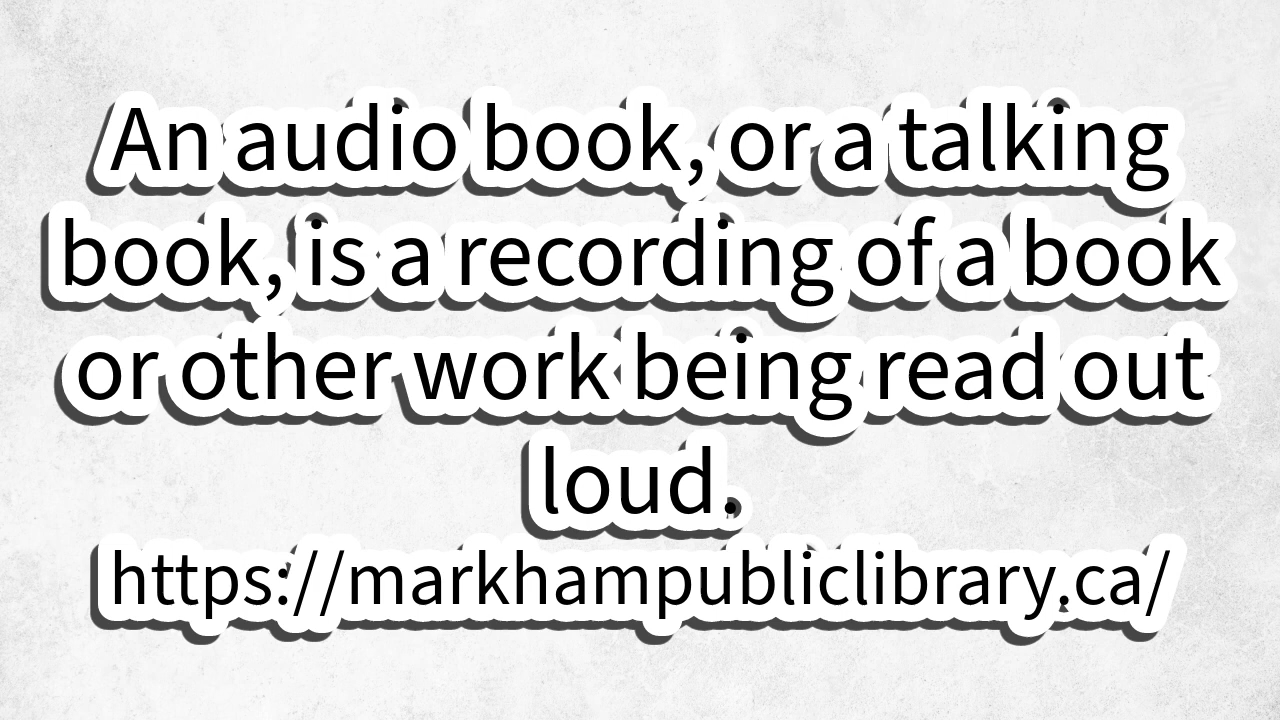 An audio book, or a talking
book, is a recording of a book
or other work being read out
loud.
https://markhampubliclibrary.ca/